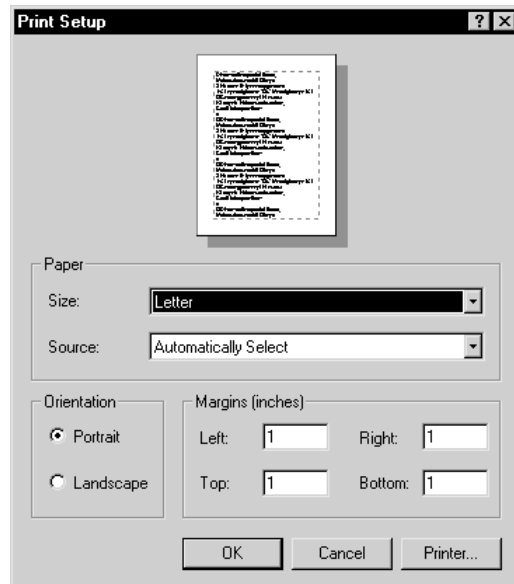 Print Setup
Paper
Size: Letter
Source: Automatically Select
Orientation
Portrait
Landscape
Margins (inches)
Left: 1 Right: 1
Top: 1 Bottom: 1
OK Cancel Printer...